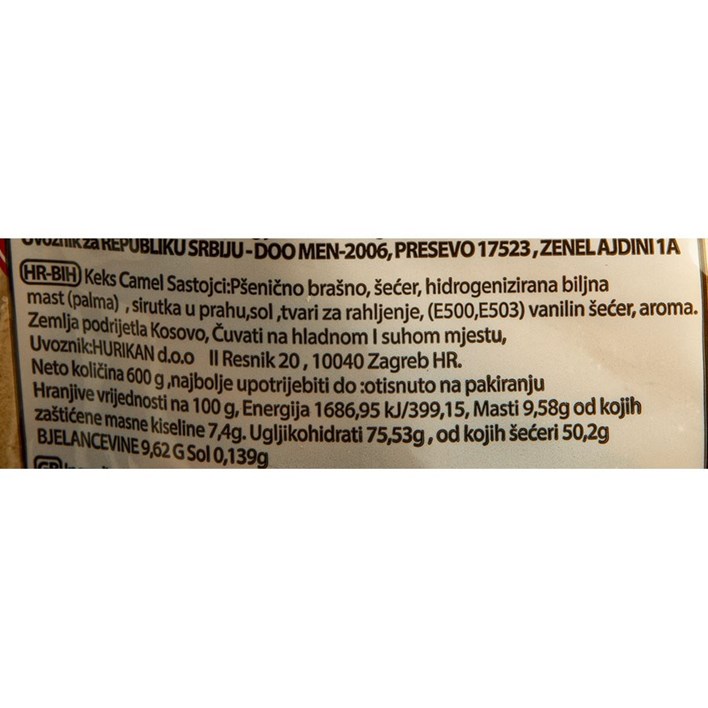 Uvoznik za REPUBLIKU SRBIJU - DOO MEN-2006, PRESEVO 17523 , ZENEL AJDINI 1A
HR-BIH Keks Camel Sastojci:Pšenično brašno, šećer, hidrogenizirana biljna
mast (palma) , sirutka u prahu,sol ,tvari za rahljenje, (E500,E503) vanilin šećer, aroma.
Zemlja podrijetla Kosovo, Čuvati na hladnom I suhom mjestu,
Uvoznik:HURIKAN d.o.o II Resnik 20 , 10040 Zagreb HR.
Neto količina 600 g ,najbolje upotrijebiti do :otisnuto na pakiranju
Hranjive vrijednosti na 100 g, Energija 1686,95 kJ/399,15, Masti 9,58g od kojih
zaštićene masne kiseline 7,4g. Ugljikohidrati 75,53g , od kojih šećeri 50,2g
BJELANCEVINE 9,62 G Sol 0,139g